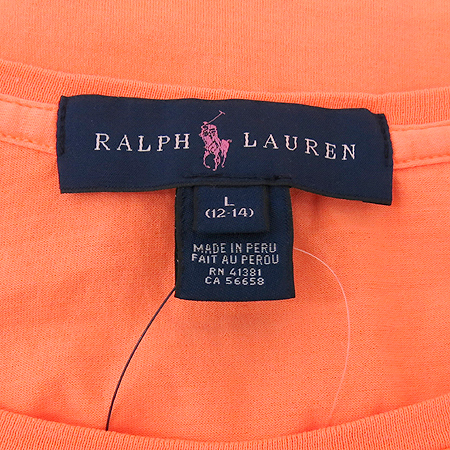 RALPH LAUREN
L
(12-14)
MADE IN PERU
FAIT AU PEROU
RN 41381
CA 56658